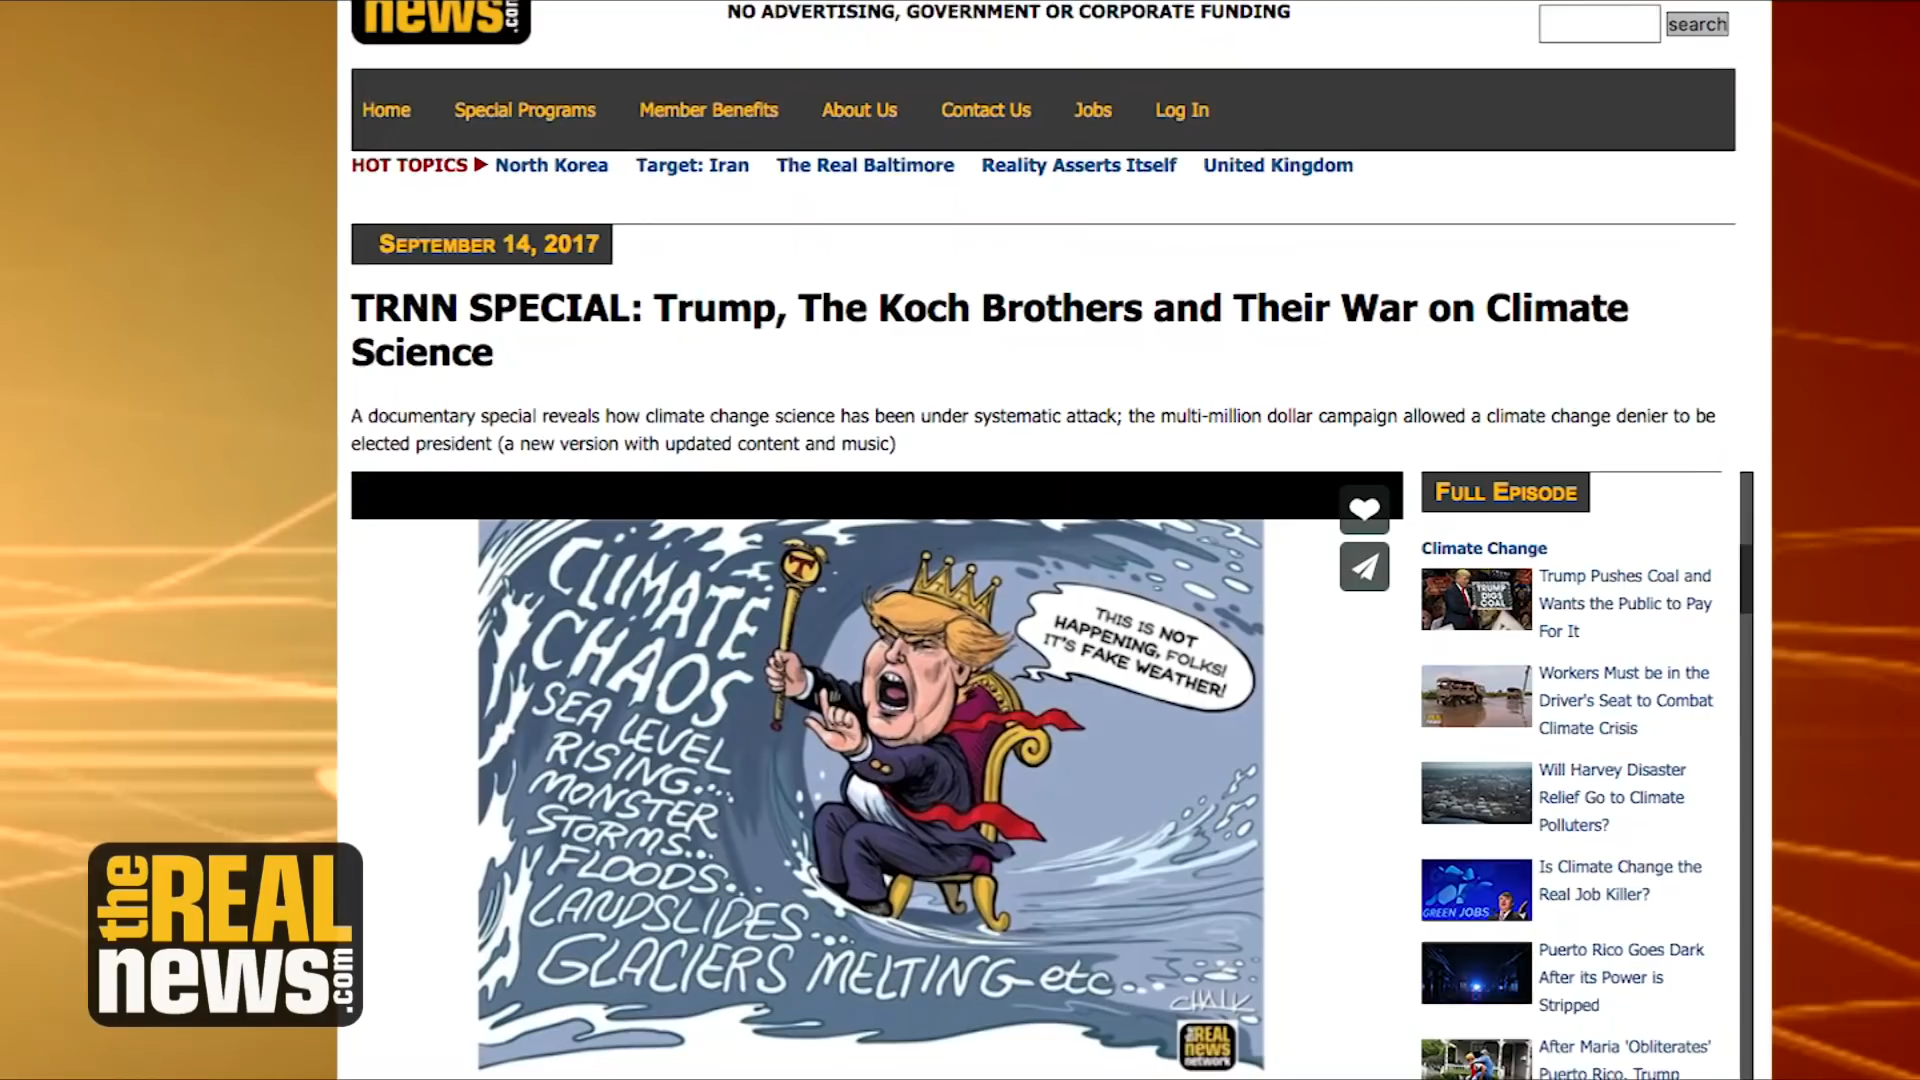 news.com
NO ADVERTISING, GOVERNMENT OR CORPORATE FUNDING
search
Home Special Programs Member Benefits About Us Contact Us Jobs Log In
HOT TOPICS North Korea Target: Iran The Real Baltimore Reality Asserts Itself United Kingdom
SEPTEMBER 14, 2017
TRNN SPECIAL: Trump, The Koch Brothers and Their War on Climate
Science
A documentary special reveals how climate change science has been under systematic attack; the multi-million dollar campaign allowed a climate change denier to be
elected president (a new version with updated content and music)
CLIMATE
CHAOS
SEA LEVEL
RISING...
MONSTER
STORMS...
FLOODS...
LANDSLIDES...
GLACIERS MELTING etc...
T
THIS IS NOT
HAPPENING, FOLKS!
IT'S FAKE WEATHER!
CHALK
the REAL
news
network
FULL EPISODE
Climate Change
TRUMP
DIGS
COAL
Trump Pushes Coal and
Wants the Public to Pay
For It
Workers Must be in the
Driver's Seat to Combat
Climate Crisis
Will Harvey Disaster
Relief Go to Climate
Polluters?
GREEN JOBS
Is Climate Change the
Real Job Killer?
Puerto Rico Goes Dark
After its Power is
Stripped
After Maria 'Obliterates'
Puerto Rico, Trump
the REAL
news.com